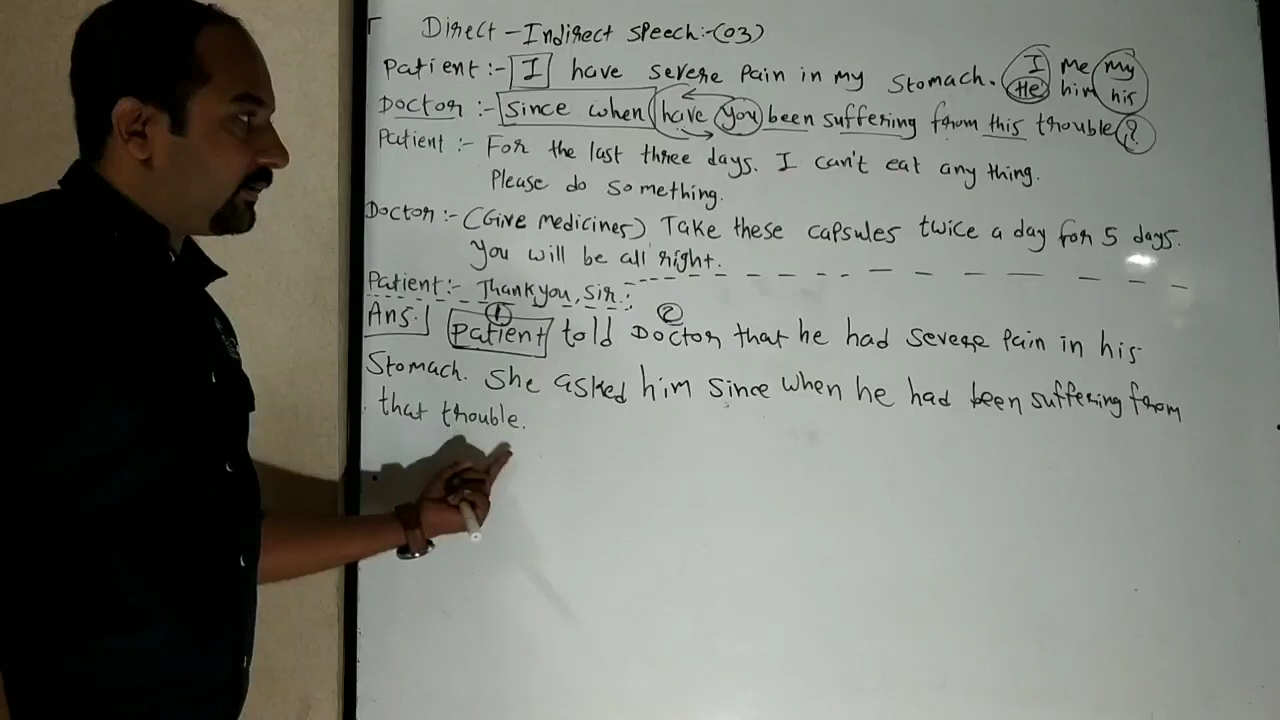 Direct - Indirect speech:-(03)
Patient :- I have severe pain in my stomach. I me my
He him his
Doctor :- since when have you been suffering from this trouble?
Patient :- For the last three days. I can't eat any thing.
Please do something.
Doctor :- (Give medicines) Take these capsules twice a day for 5 days.
You will be all right.
Patient :- Thank you, sir.
① ②
Ans. Patient told Doctor that he had severe pain in his
stomach. She asked him since when he had been suffering from
that trouble.